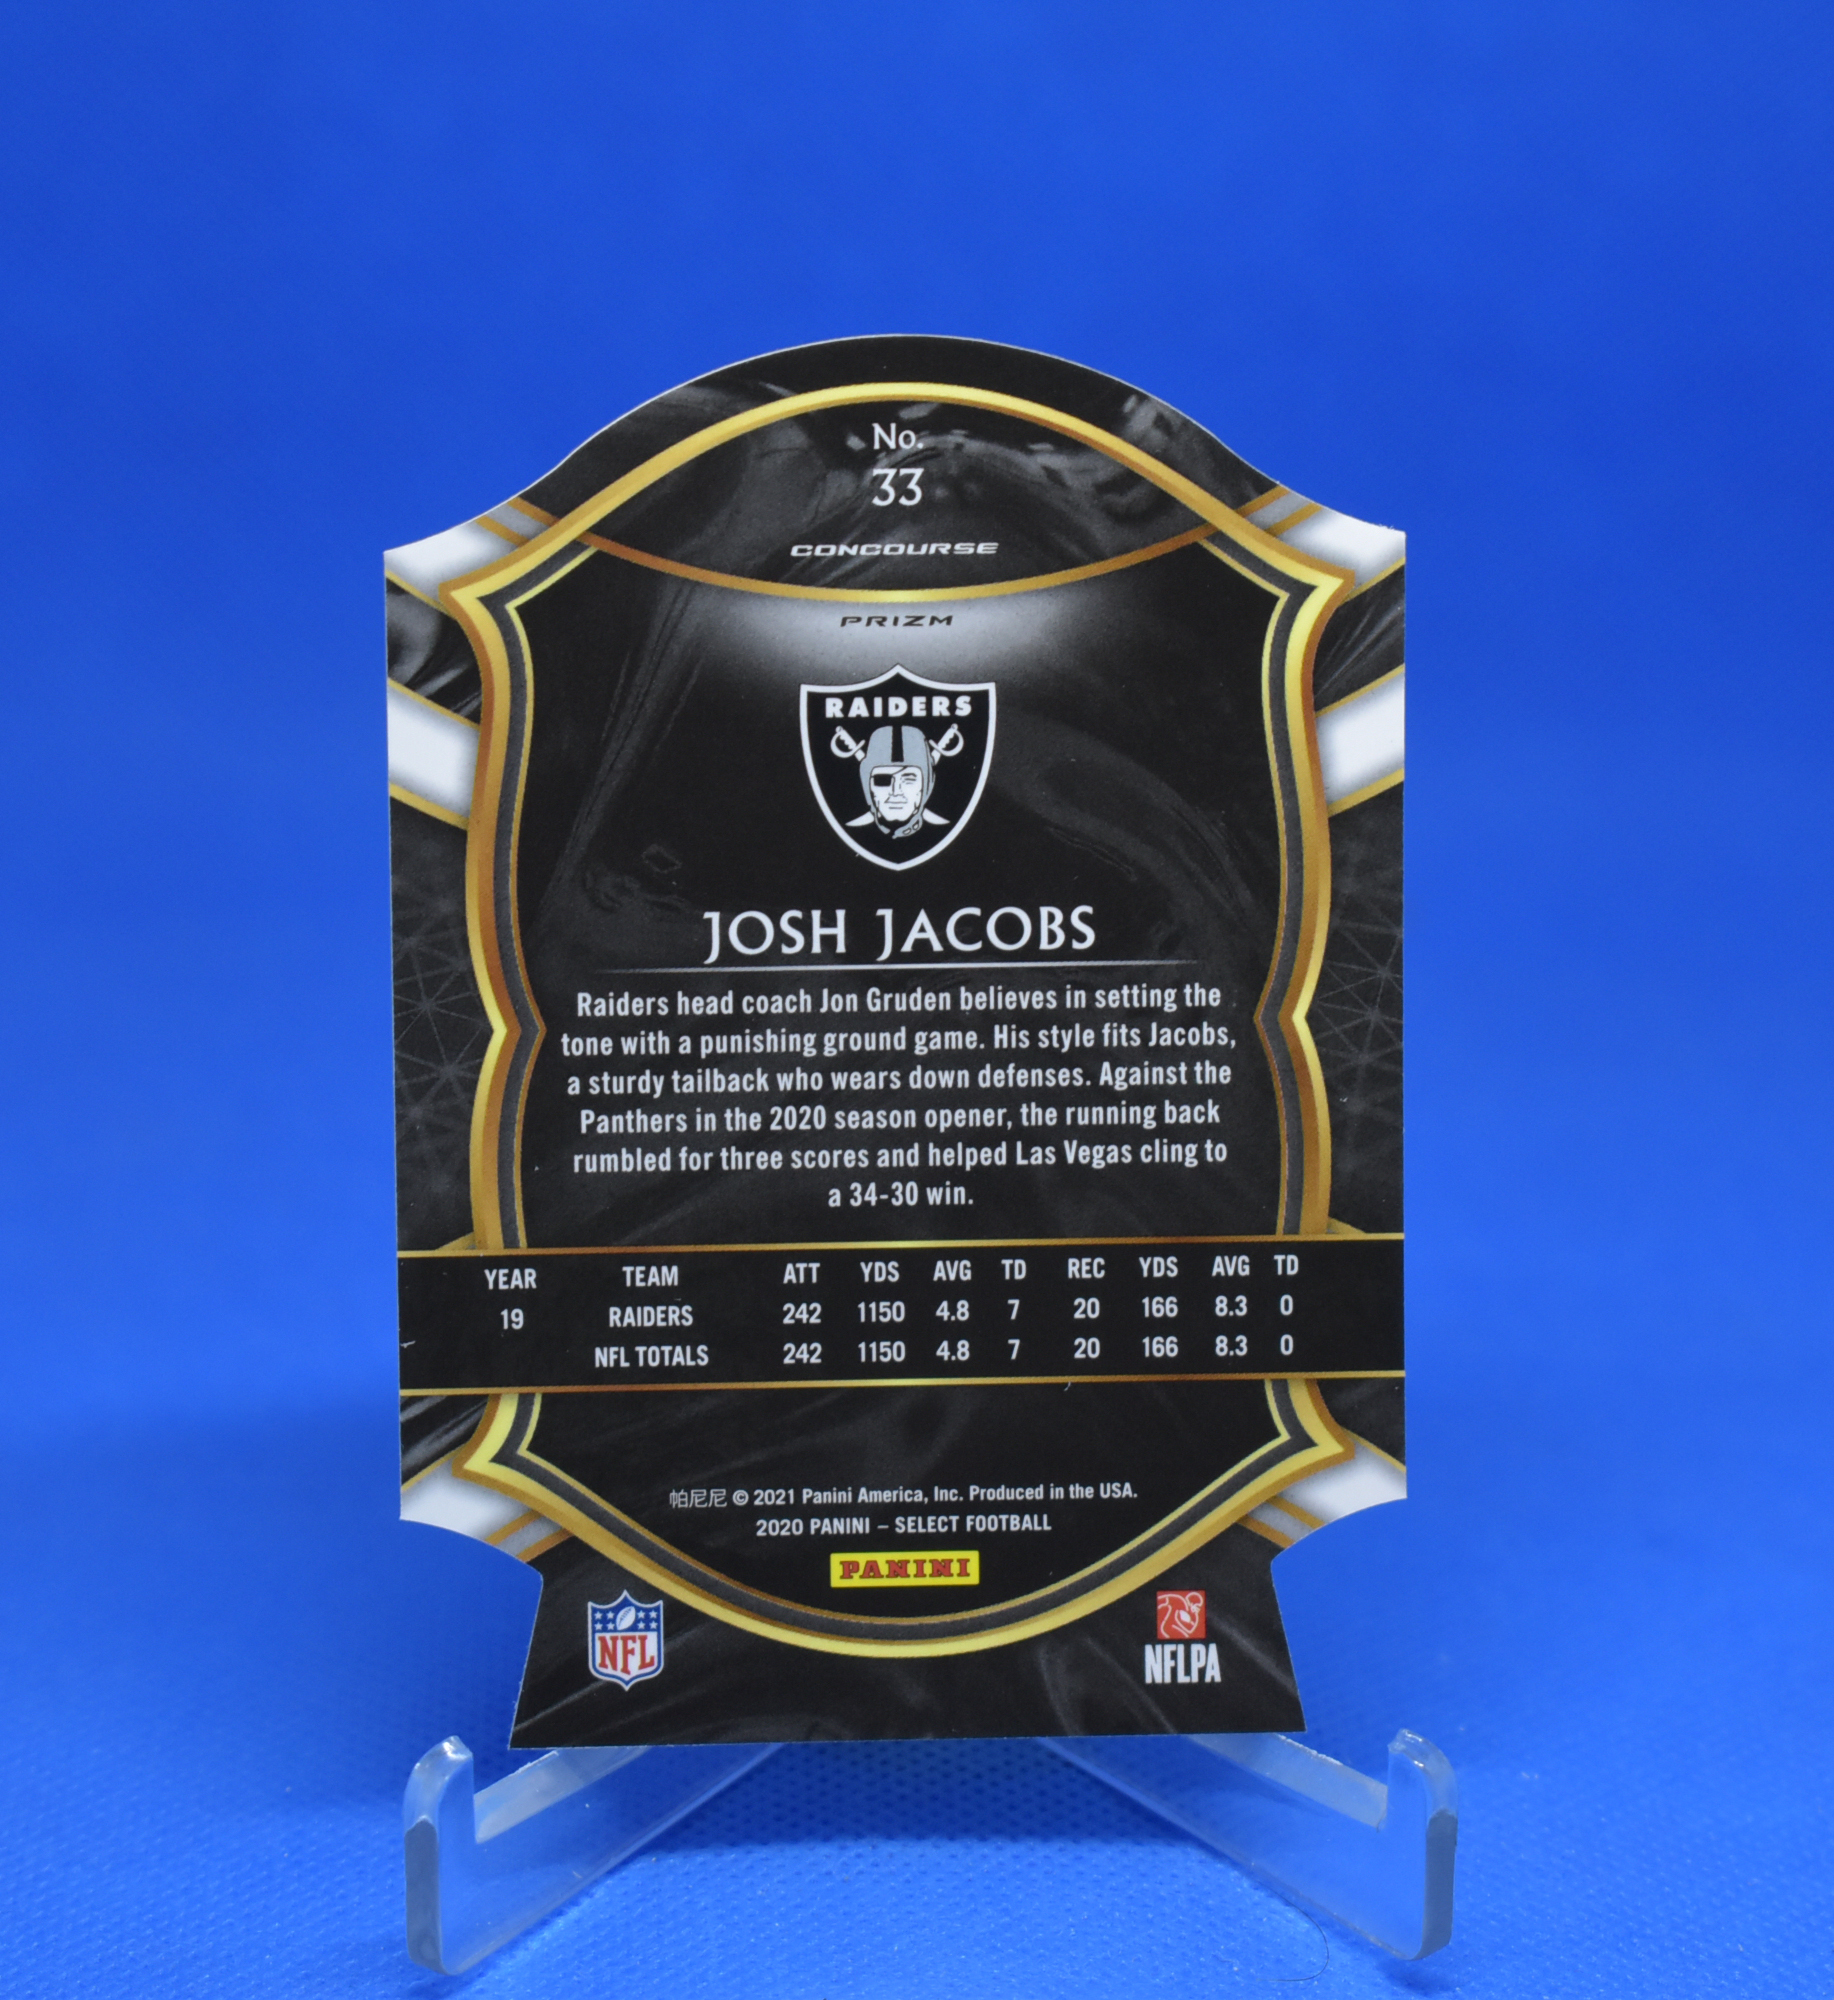 No.
33
CONCOURSE
PRIZM
RAIDERS
JOSH JACOBS
Raiders head coach Jon Gruden believes in setting the
tone with a punishing ground game. His style fits Jacobs,
a sturdy tailback who wears down defenses. Against the
Panthers in the 2020 season opener, the running back
rumbled for three scores and helped Las Vegas cling to
a 34-30 win.
YEAR TEAM ATT YDS AVG TD REC YDS AVG TD
19 RAIDERS 242 1150 4.8 7 20 166 8.3 0
NFL TOTALS 242 1150 4.8 7 20 166 8.3 0
帕尼尼 © 2021 Panini America, Inc. Produced in the USA.
2020 PANINI – SELECT FOOTBALL
PANINI
NFL
NFLPA